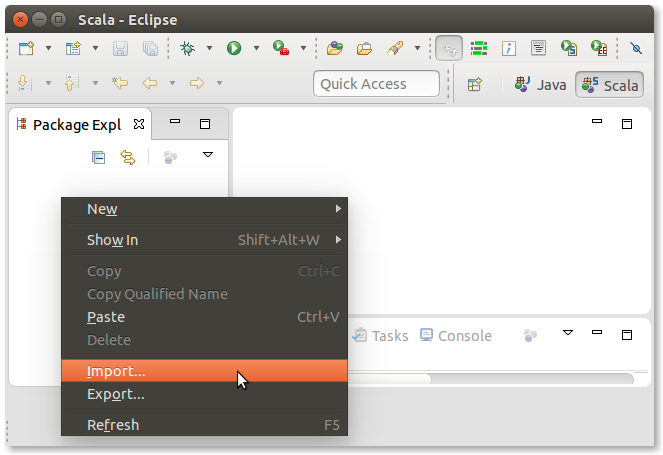 Scala - Eclipse
Quick Access
Java
Scala
Package Expl
New
Show In Shift+Alt+W
Copy Ctrl+C
Copy Qualified Name
Paste Ctrl+V
Delete
Tasks
Console
Import...
Export...
Refresh F5